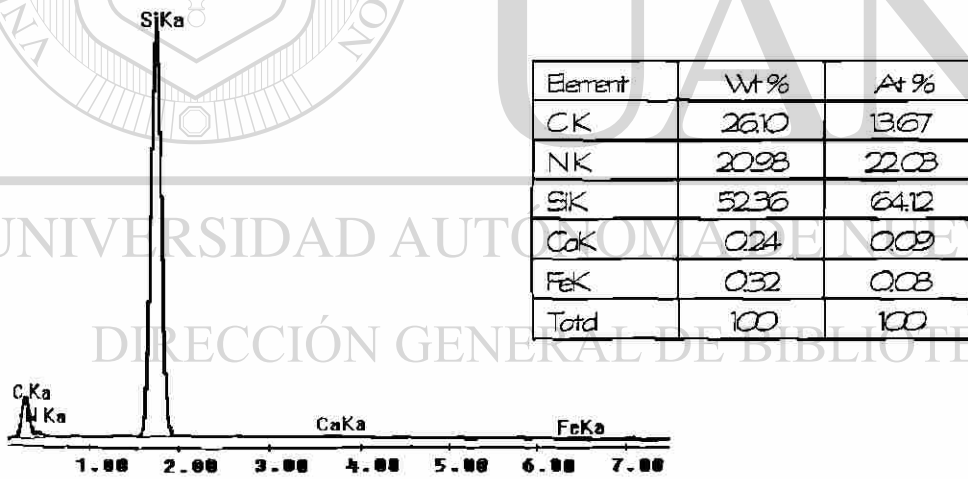 SiKa
Element Wt% At%
CK 26.10 13.67
NK 20.98 22.03
SiK 52.36 64.12
CaK 0.24 0.09
FeK 0.32 0.08
Total 100 100
UNIVERSIDAD AUTÓNOMA DE NUEV
DIRECCIÓN GENERAL DE BIBLIOTE
C Ka
N Ka
CaKa
FeKa
1.00 2.00 3.00 4.00 5.00 6.00 7.00
UAN